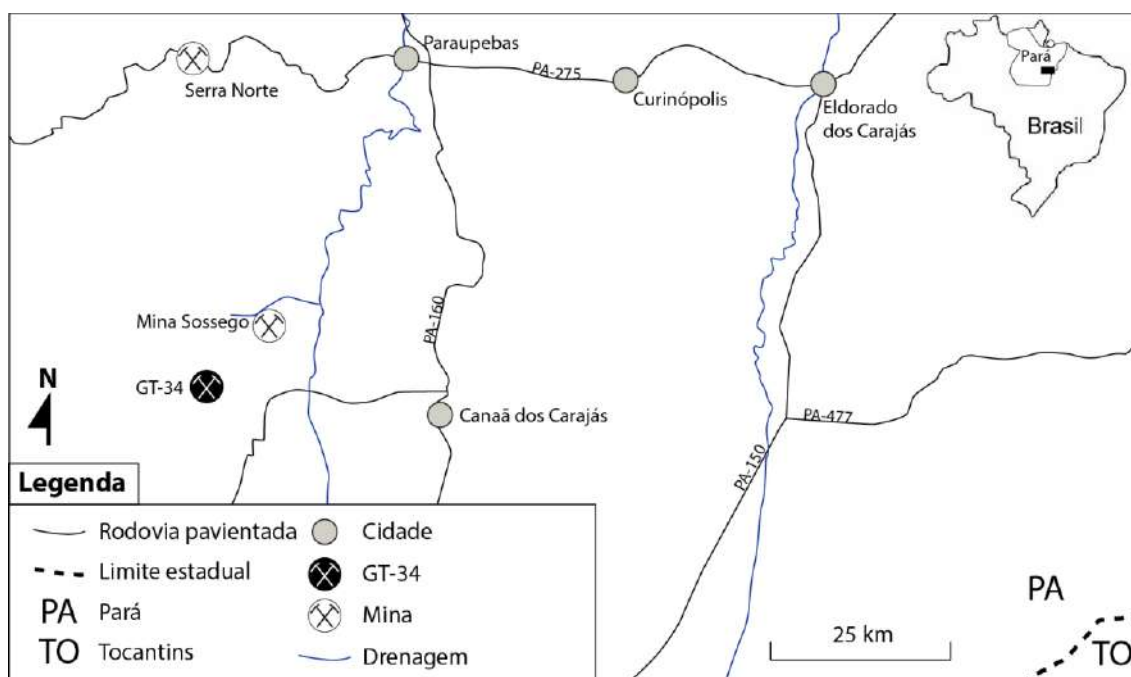 Paraupebas
PA-275
Serra Norte
Curinópolis
Eldorado
dos Carajás
Pará
Brasil
Mina Sossego
PA-160
GT-34
N
Canaã dos Carajás
PA-477
PA-150
Legenda
Rodovia pavientada
Cidade
Limite estadual
GT-34
PA Pará
Mina
TO Tocantins
Drenagem
25 km
PA
TO